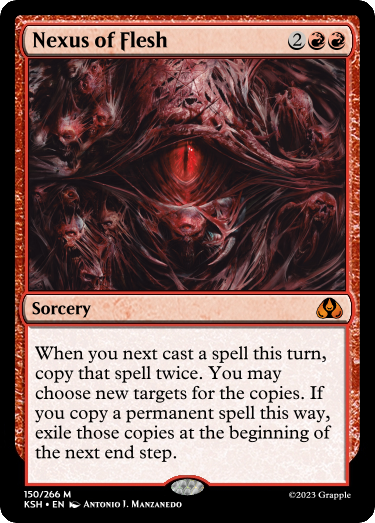 Nexus of Flesh 2
Sorcery
When you next cast a spell this turn,
copy that spell twice. You may
choose new targets for the copies. If
you copy a permanent spell this way,
exile those copies at the beginning of
the next end step.
150/266 M
KSH • EN Antonio J. Manzanedo
©2023 Grapple